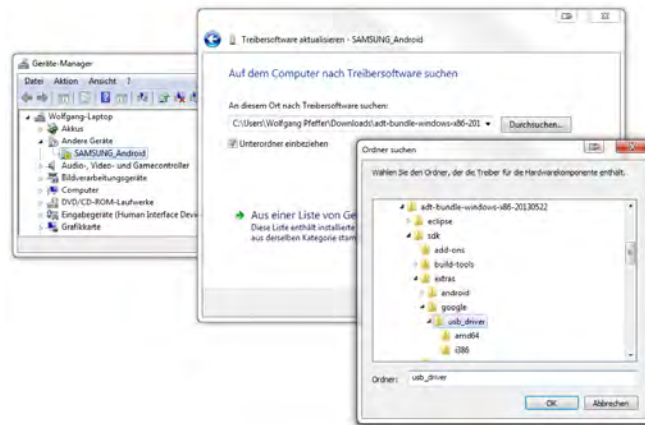 Geräte-Manager
Datei Aktion Ansicht ?
Wolfgang-Laptop
Akkus
Andere Geräte
SAMSUNG_Android
Audio-, Video- und Gamecontroller
Bildverarbeitungsgeräte
Computer
DVD/CD-ROM-Laufwerke
Eingabegeräte (Human Interface Devi
Grafikkarte
Treibersoftware aktualisieren - SAMSUNG_Android
Auf dem Computer nach Treibersoftware suchen
An diesem Ort nach Treibersoftware suchen:
C:\Users\Wolfgang Pfeffer\Downloads\adt-bundle-windows-x86-201
Durchsuchen...
Unterordner einbeziehen
Aus einer Liste von Ge
Diese Liste enthält installierte
aus derselben Kategorie stam
Ordner suchen
Wählen Sie den Ordner, der die Treiber für die Hardwarekomponente enthält.
adt-bundle-windows-x86-20130522
eclipse
sdk
add-ons
build-tools
extras
android
google
usb_driver
amd64
i386
Ordner: usb_driver
OK Abbrechen